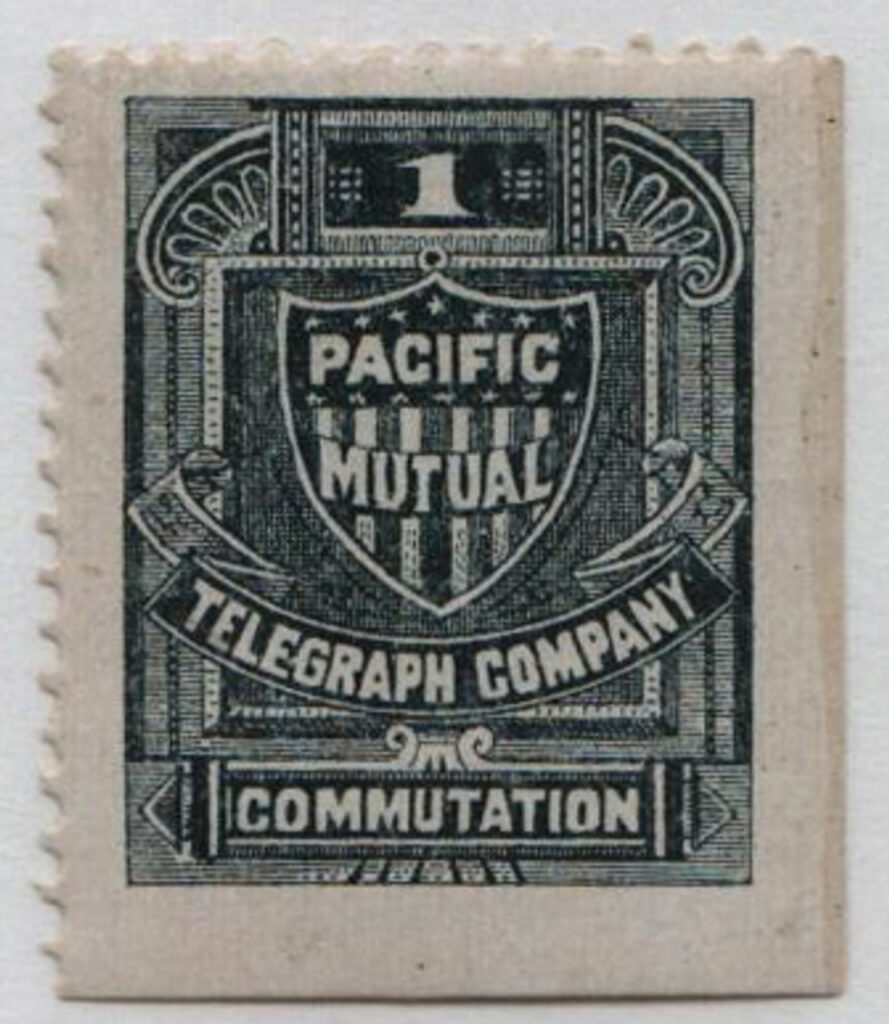 1
PACIFIC
MUTUAL
TELEGRAPH COMPANY
COMMUTATION